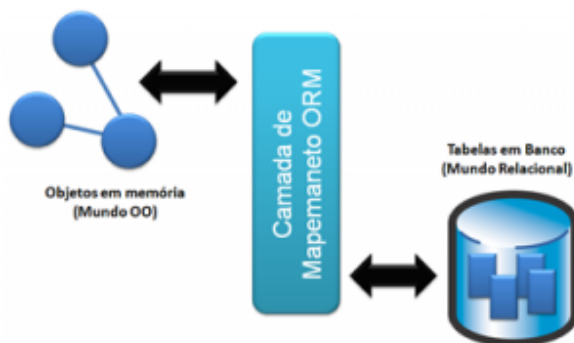 Objetos em memória
(Mundo OO)
Camada de
Mapemaneto ORM
Tabelas em Banco
(Mundo Relacional)